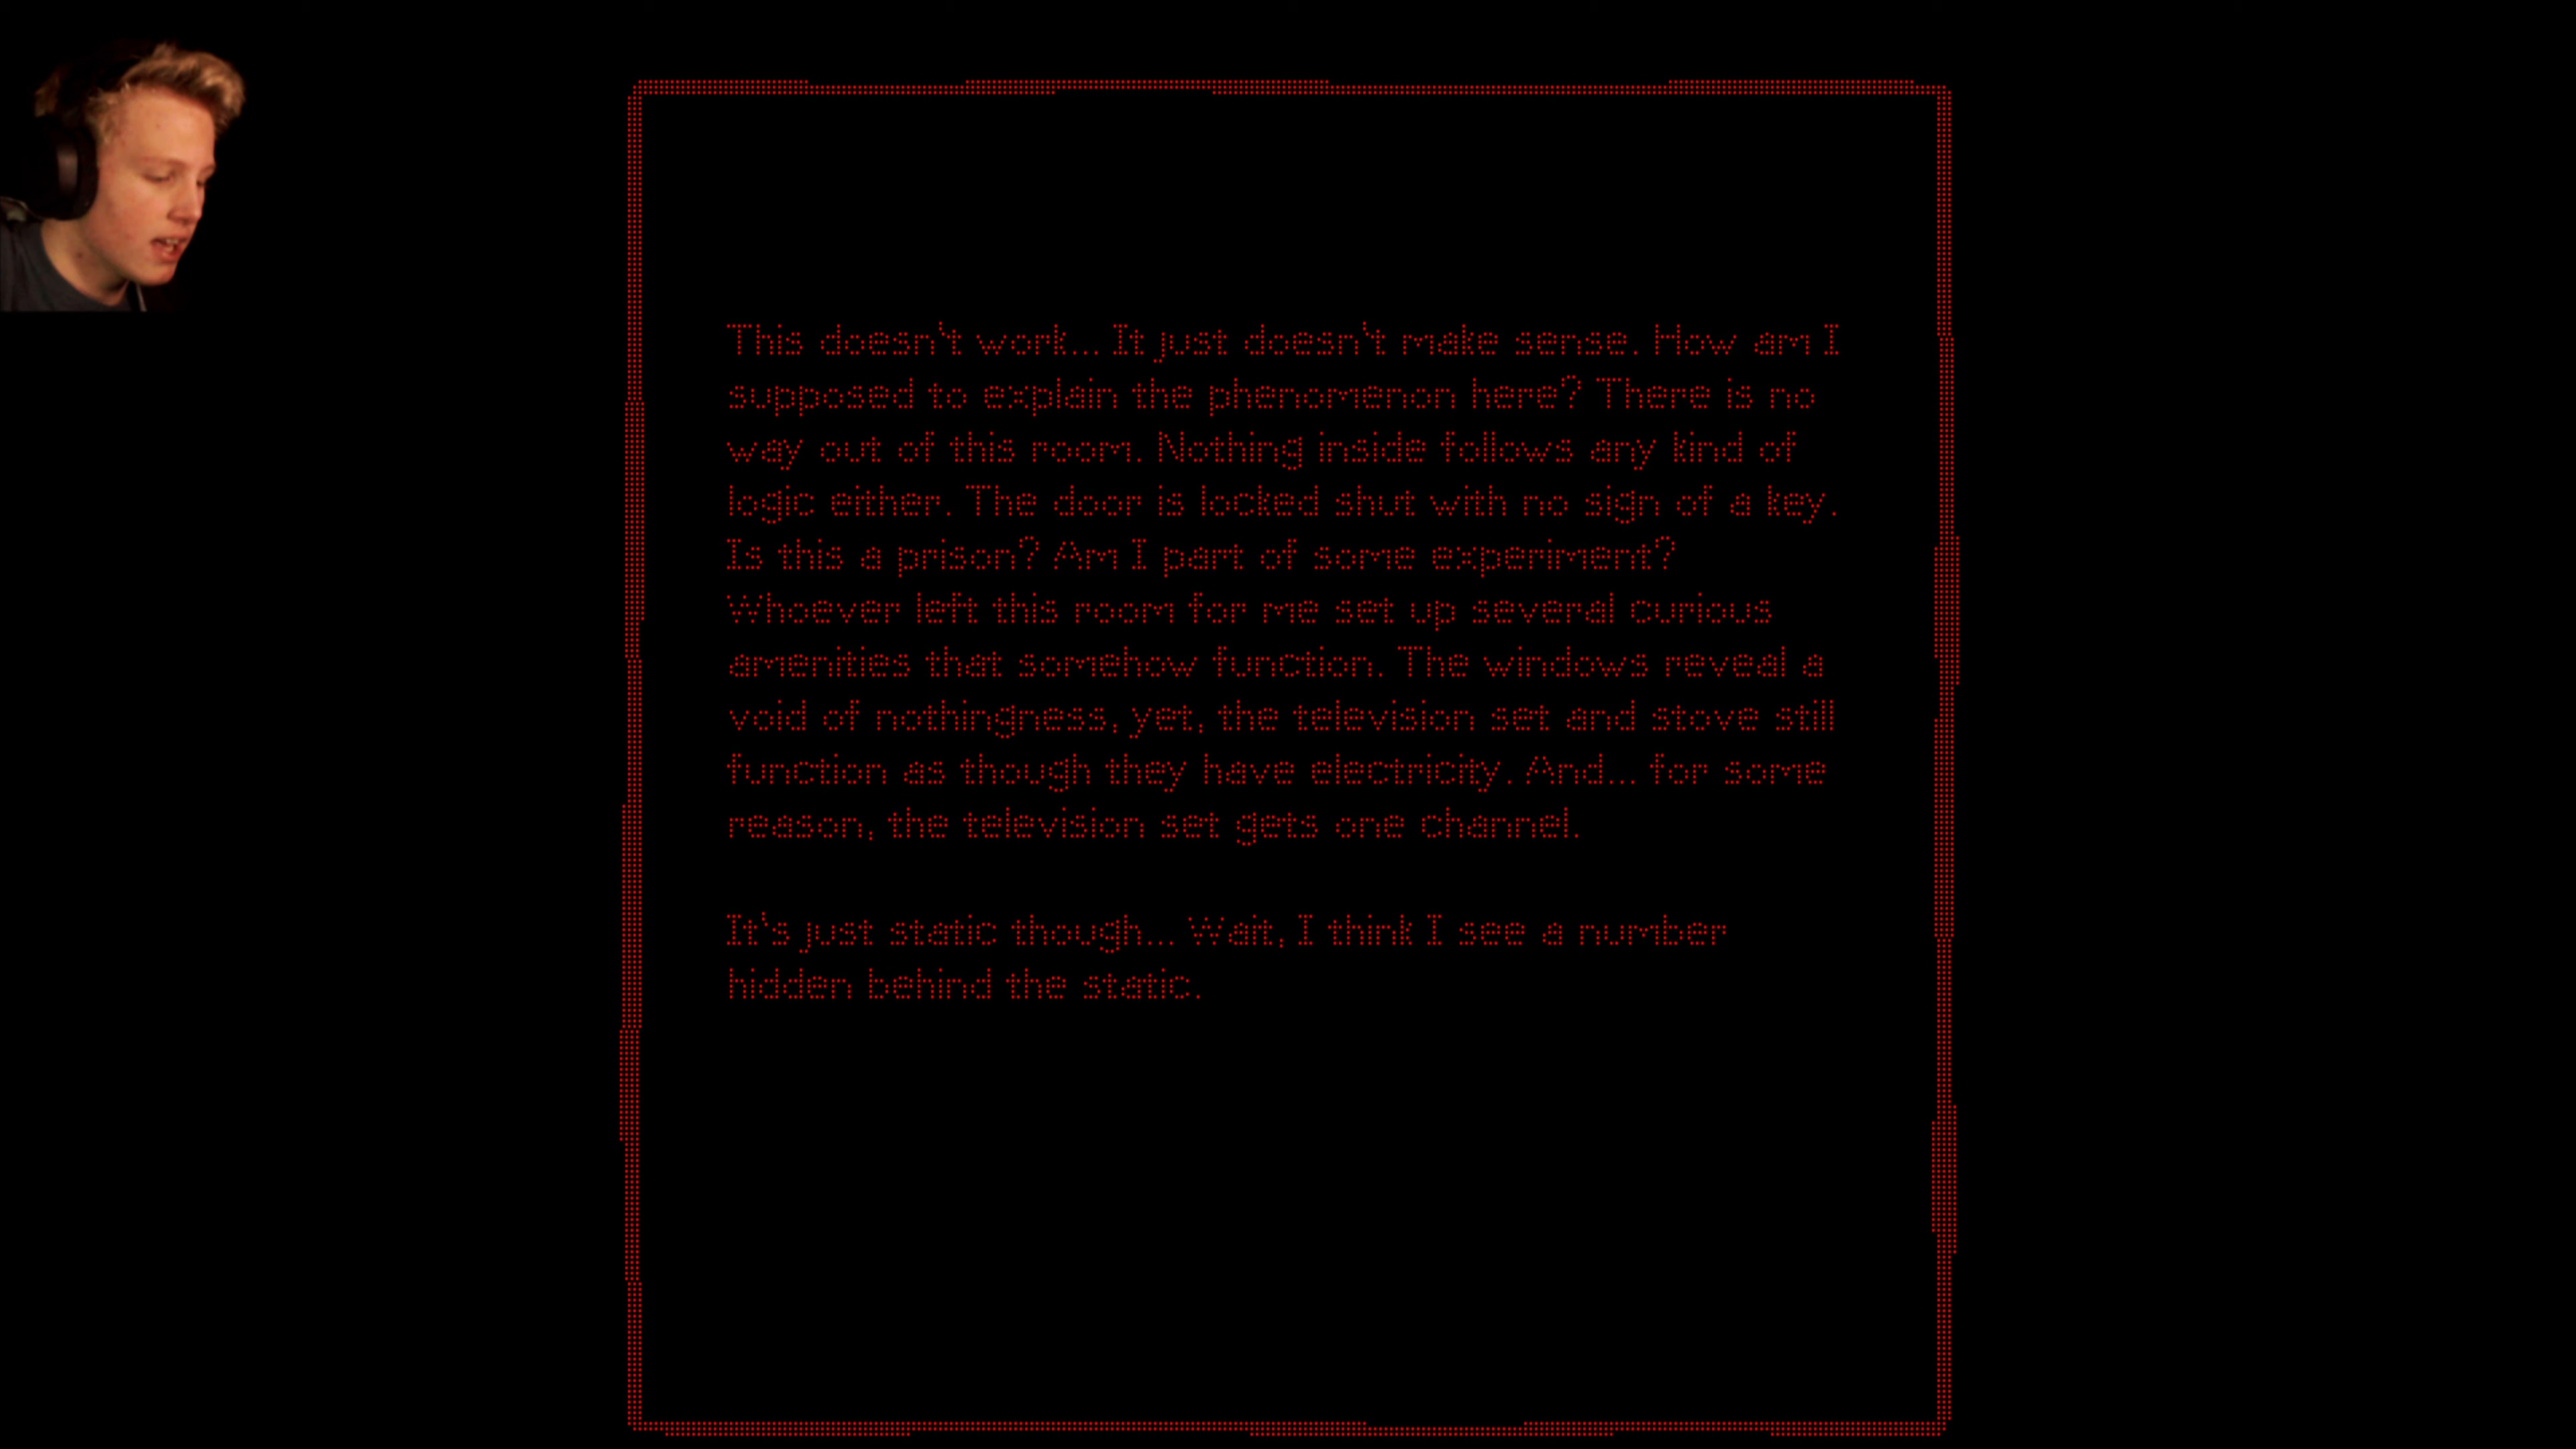 This doesn't work... It just doesn't make sense. How am I
supposed to explain the phenomenon here? There is no
way out of this room. Nothing inside follows any kind of
logic either. The door is locked shut with no sign of a key.
Is this a prison? Am I part of some experiment?
Whoever left this room for me set up several curious
amenities that somehow function. The windows reveal a
void of nothingness, yet, the television set and stove still
function as though they have electricity. And... for some
reason, the television set gets one channel.
It's just static though... Wait, I think I see a number
hidden behind the static.